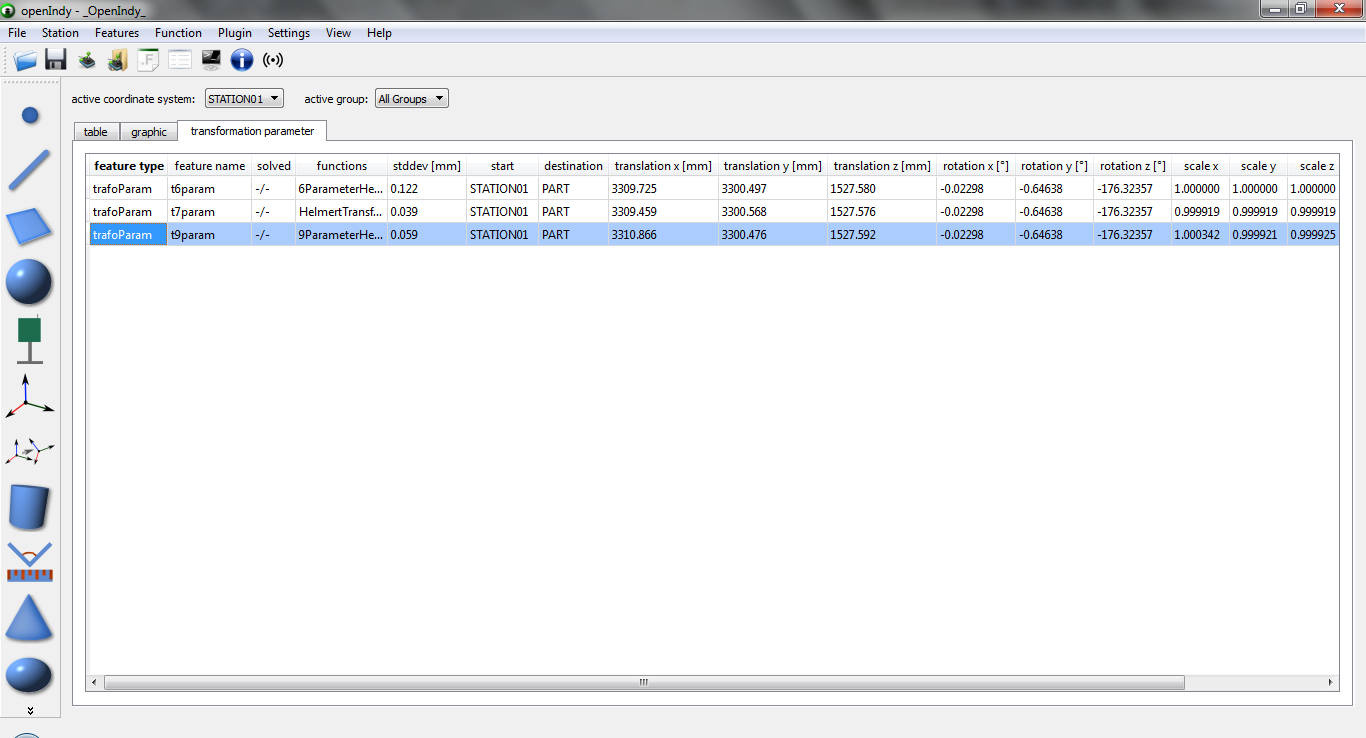 openIndy - _OpenIndy_
File Station Features Function Plugin Settings View Help
active coordinate system: STATION01 active group: All Groups
table graphic transformation parameter
feature type feature name solved functions stddev [mm] start destination translation x [mm] translation y [mm] translation z [mm] rotation x [°] rotation y [°] rotation z [°] scale x scale y scale z
trafoParam t6param -/- 6ParameterHe... 0.122 STATION01 PART 3309.725 3300.497 1527.580 -0.02298 -0.64638 -176.32357 1.000000 1.000000 1.000000
trafoParam t7param -/- HelmertTransf... 0.039 STATION01 PART 3309.459 3300.568 1527.576 -0.02298 -0.64638 -176.32357 0.999919 0.999919 0.999919
trafoParam t9param -/- 9ParameterHe... 0.059 STATION01 PART 3310.866 3300.476 1527.592 -0.02298 -0.64638 -176.32357 1.000342 0.999921 0.999925